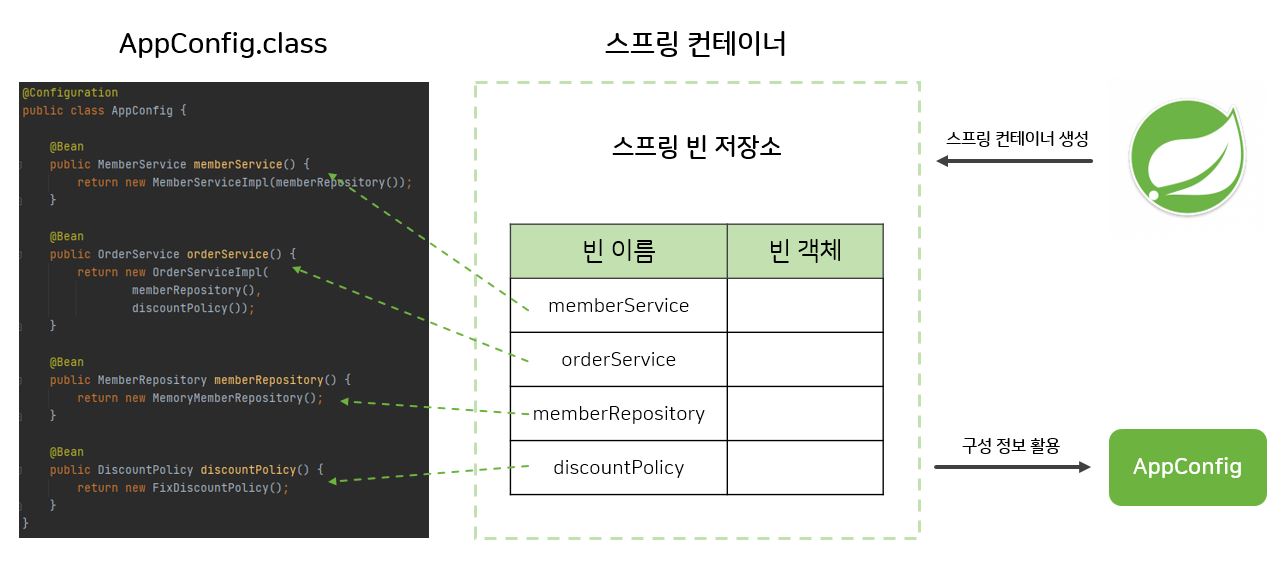 AppConfig.class
@Configuration
public class AppConfig {
@Bean
public MemberService memberService() {
return new MemberServiceImpl(memberRepository());
}
@Bean
public OrderService orderService() {
return new OrderServiceImpl(
memberRepository(),
discountPolicy());
}
@Bean
public MemberRepository memberRepository() {
return new MemoryMemberRepository();
}
@Bean
public DiscountPolicy discountPolicy() {
return new FixDiscountPolicy();
}
}
스프링 컨테이너
스프링 빈 저장소
빈 이름 빈 객체
memberService
orderService
memberRepository
discountPolicy
스프링 컨테이너 생성
구성 정보 활용
AppConfig